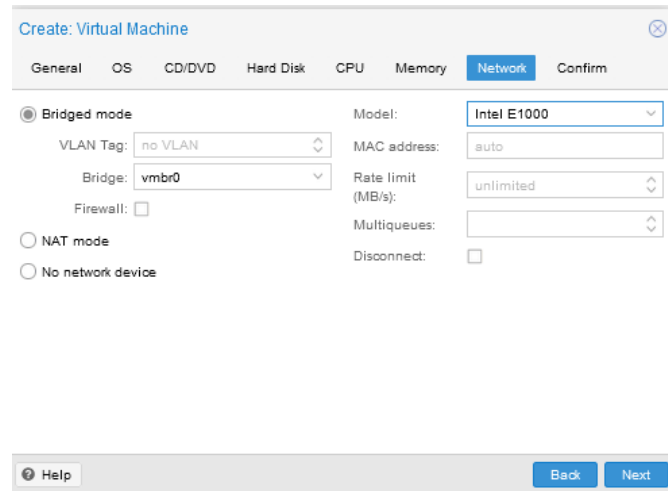 Create: Virtual Machine
General OS CD/DVD Hard Disk CPU Memory Network Confirm
Bridged mode
VLAN Tag: no VLAN
Bridge: vmbr0
Firewall:
NAT mode
No network device
Model: Intel E1000
MAC address: auto
Rate limit
(MB/s): unlimited
Multiqueues:
Disconnect:
Help Back Next